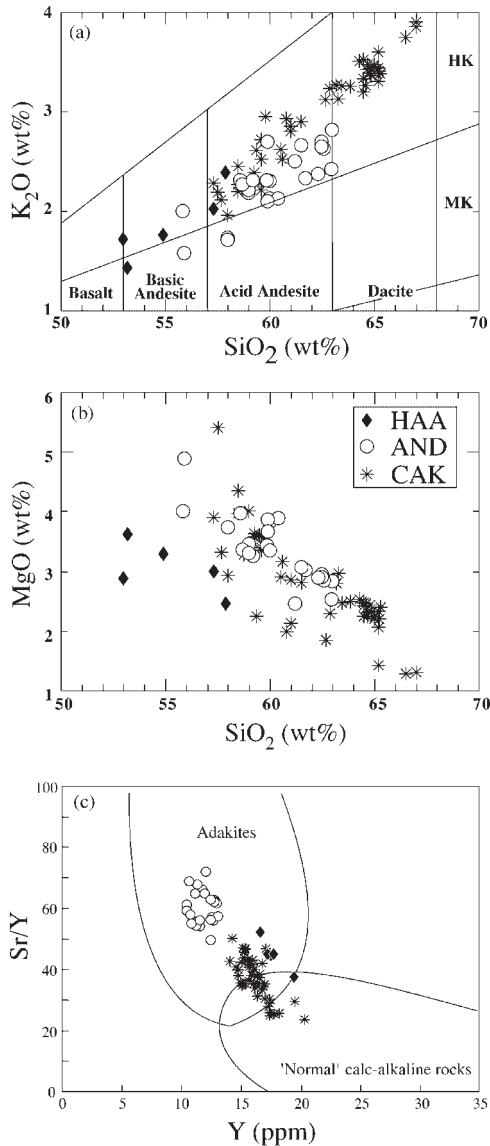 (a)
4
3
2
1
K₂O (wt%)
HK
MK
Basalt
Basic
Andesite
Acid Andesite
Dacite
50 55 60 65 70
SiO₂ (wt%)
(b)
6
5
4
3
2
1
MgO (wt%)
HAA
AND
CAK
50 55 60 65 70
SiO₂ (wt%)
(c)
100
80
60
40
20
0
Sr/Y
Adakites
'Normal' calc-alkaline rocks
0 5 10 15 20 25 30 35
Y (ppm)